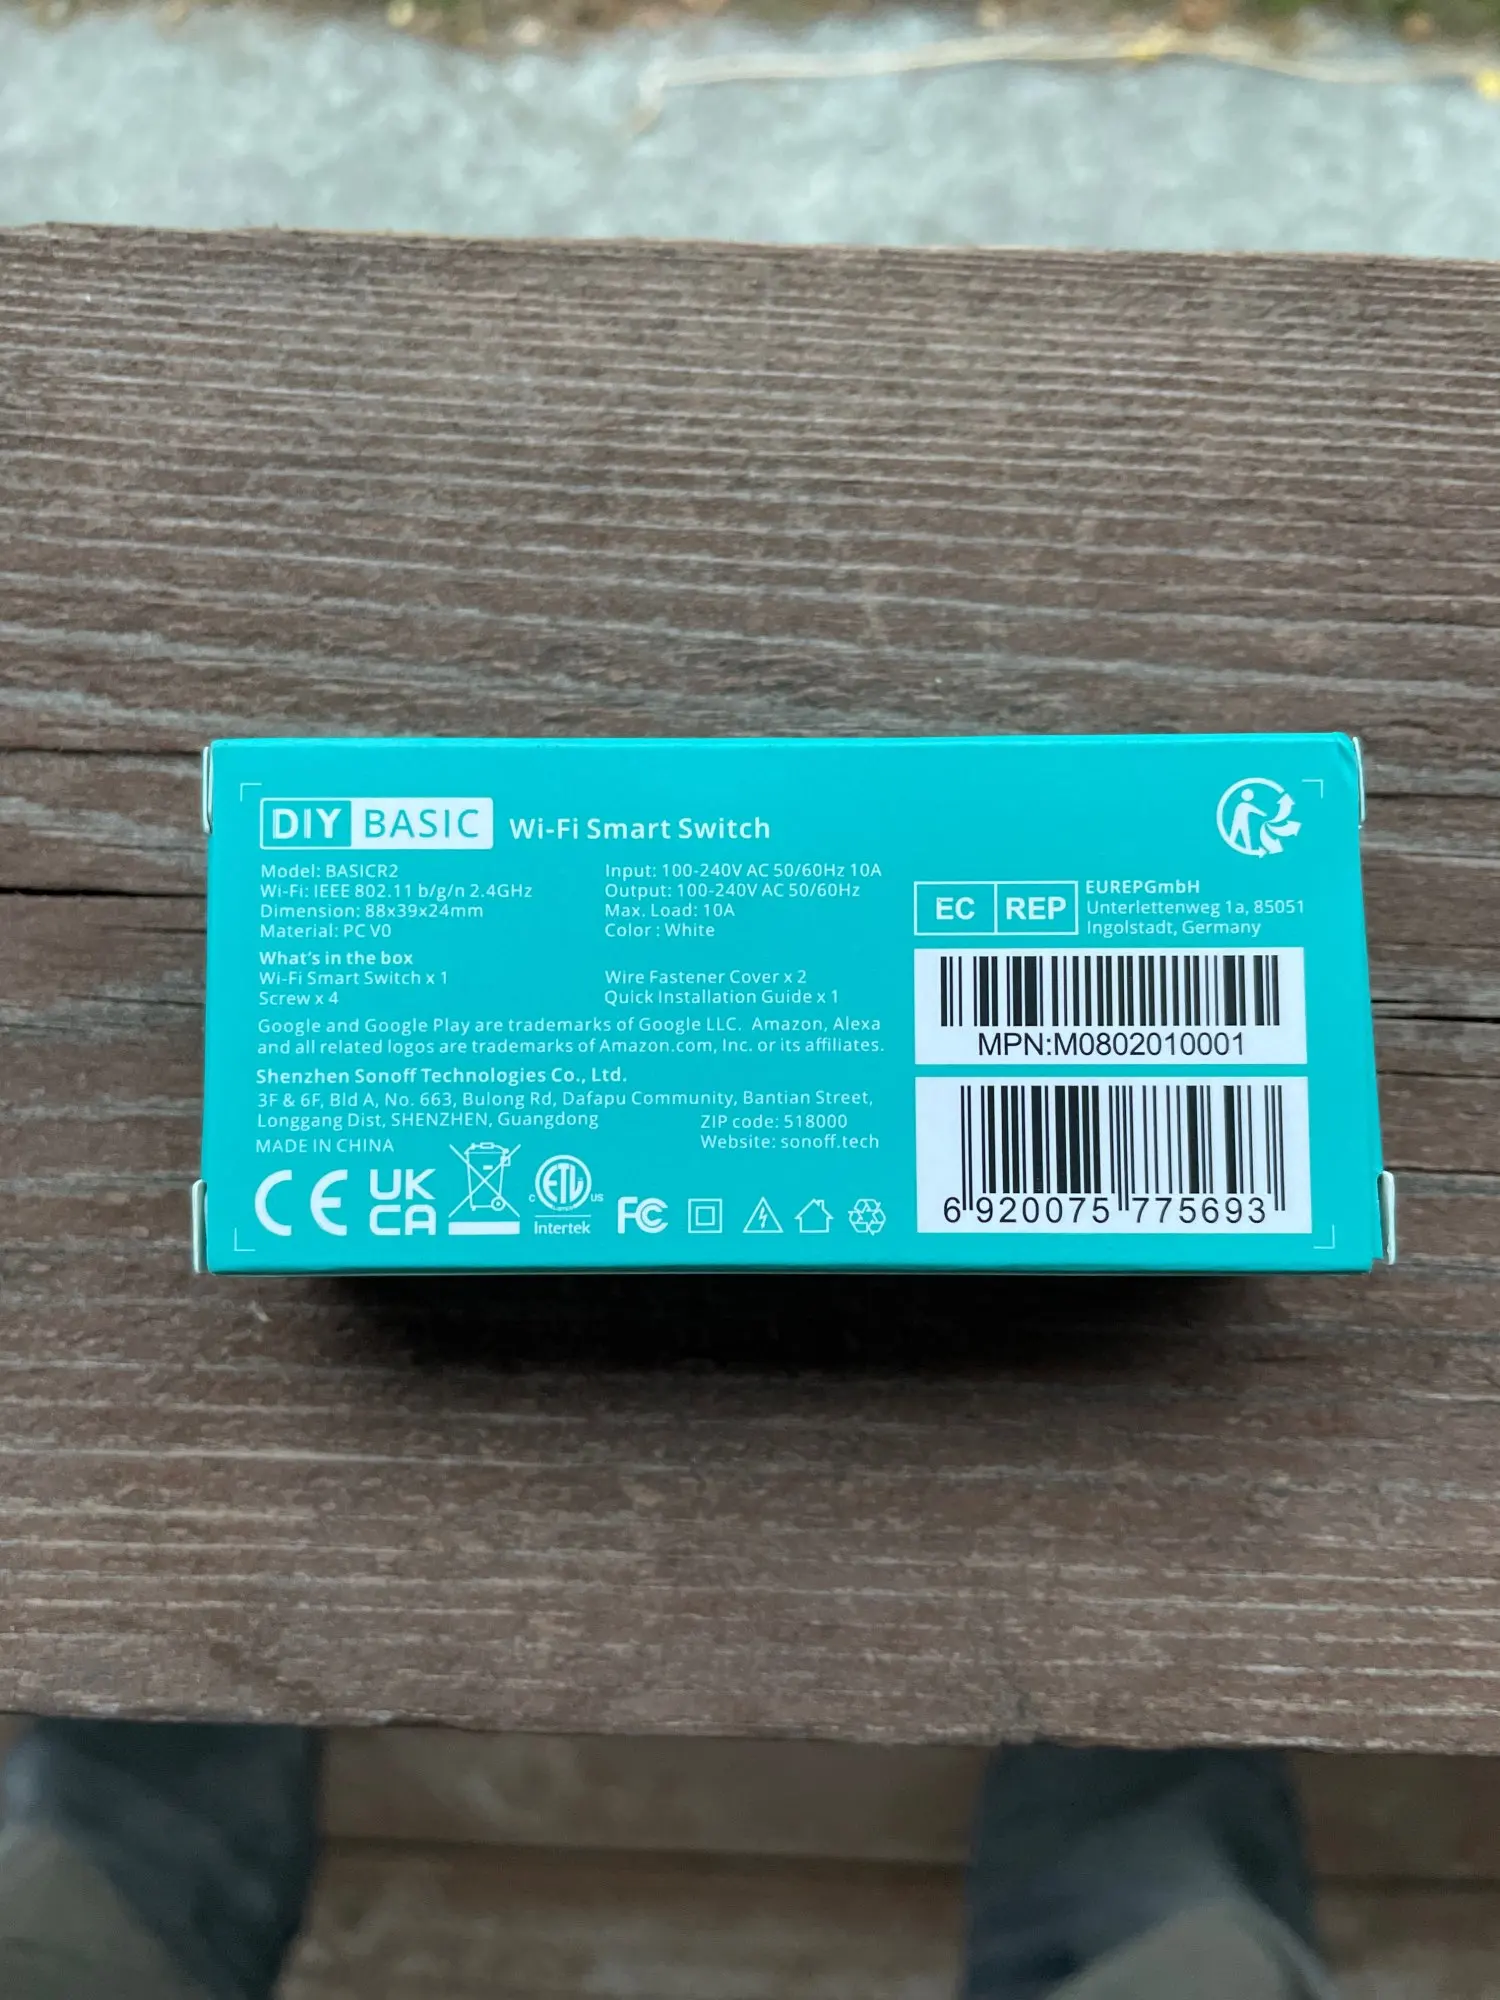 DIY BASIC Wi-Fi Smart Switch
Model: BASICR2
Wi-Fi: IEEE 802.11 b/g/n 2.4GHz
Dimension: 88x39x24mm
Material: PC V0
Input: 100-240V AC 50/60Hz 10A
Output: 100-240V AC 50/60Hz
Max. Load: 10A
Color : White
What's in the box
Wi-Fi Smart Switch x 1
Screw x 4
Wire Fastener Cover x 2
Quick Installation Guide x 1
Google and Google Play are trademarks of Google LLC. Amazon, Alexa
and all related logos are trademarks of Amazon.com, Inc. or its affiliates.
Shenzhen Sonoff Technologies Co., Ltd.
3F & 6F, Bld A, No. 663, Bulong Rd, Dafapu Community, Bantian Street,
Longgang Dist, SHENZHEN, Guangdong
ZIP code: 518000
MADE IN CHINA
Website: sonoff.tech
CE
UK
CA
C ETL US
Intertek
FC
EC REP
EUREPGmbH
Unterlettenweg 1a, 85051
Ingolstadt, Germany
MPN:M0802010001
6 920075 775693